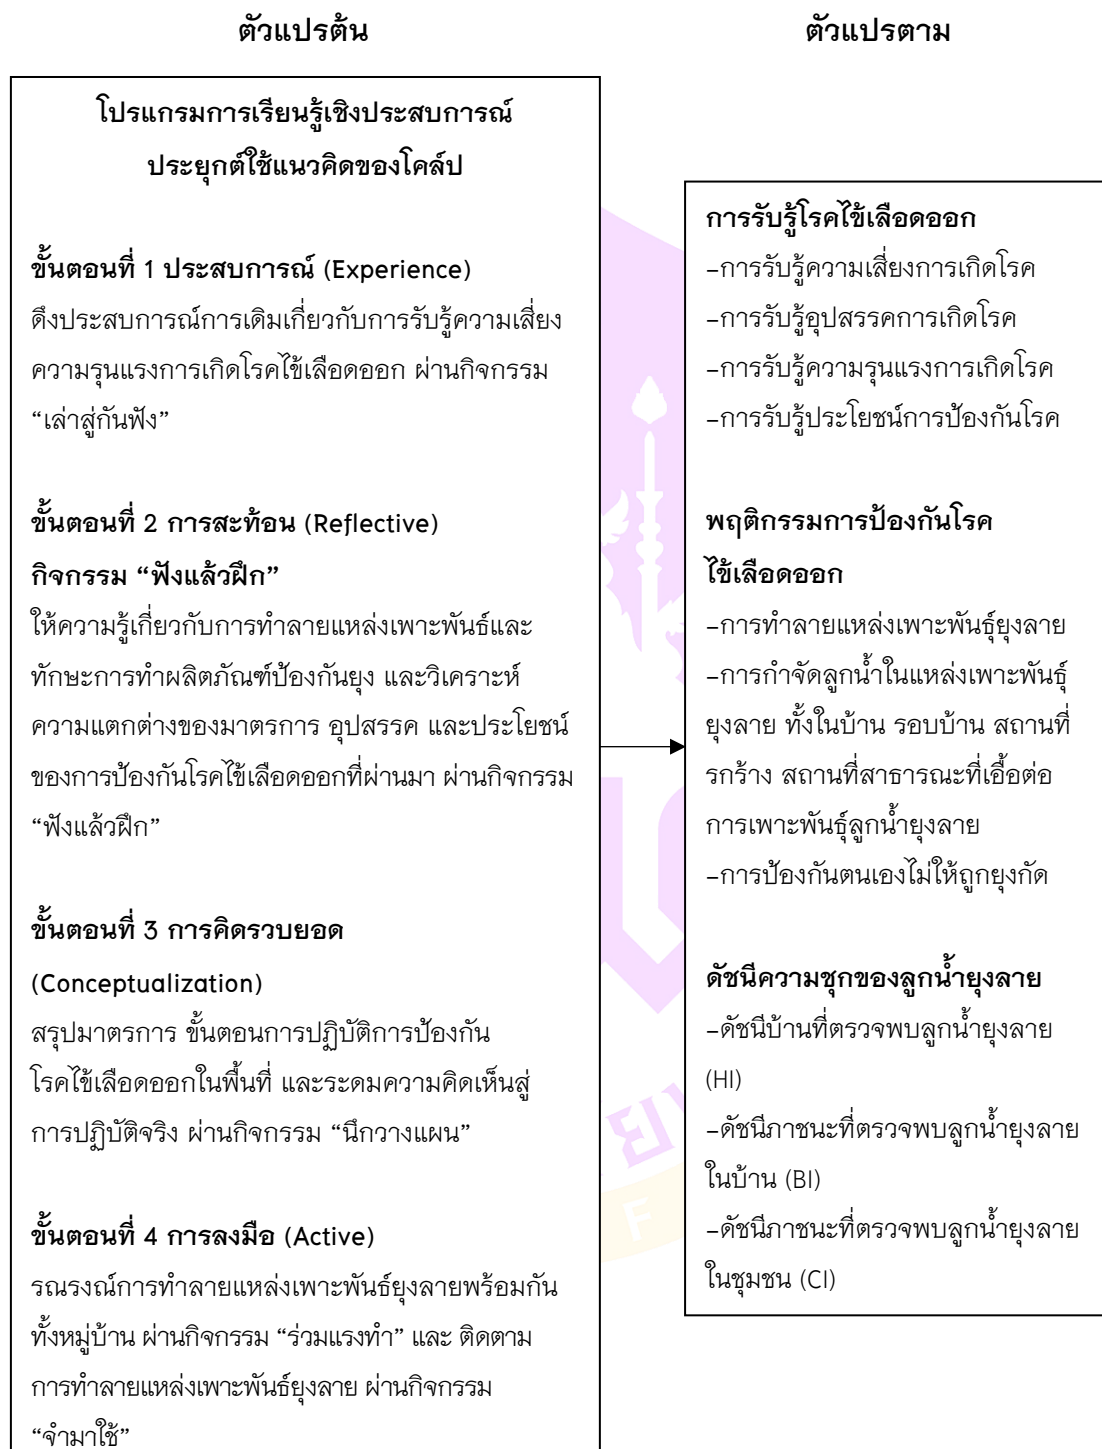 ตัวแปรต้น
ตัวแปรตาม
โปรแกรมการเรียนรู้เชิงประสบการณ์
ประยุกต์ใช้แนวคิดของโคล์ป
ขั้นตอนที่ 1 ประสบการณ์ (Experience)
ดึงประสบการณ์การเดิมเกี่ยวกับการรับรู้ความเสี่ยง
ความรุนแรงการเกิดโรคไข้เลือดออก ผ่านกิจกรรม
“เล่าสู่กันฟัง”
ขั้นตอนที่ 2 การสะท้อน (Reflective)
กิจกรรม “ฟังแล้วฝึก”
ให้ความรู้เกี่ยวกับการทำลายแหล่งเพาะพันธ์และ
ทักษะการทำผลิตภัณฑ์ป้องกันยุง และวิเคราะห์
ความแตกต่างของมาตรการ อุปสรรค และประโยชน์
ของการป้องกันโรคไข้เลือดออกที่ผ่านมา ผ่านกิจกรรม
“ฟังแล้วฝึก”
ขั้นตอนที่ 3 การคิดรวบยอด
(Conceptualization)
สรุปมาตรการ ขั้นตอนการปฏิบัติการป้องกัน
โรคไข้เลือดออกในพื้นที่ และระดมความคิดเห็นสู่
การปฏิบัติจริง ผ่านกิจกรรม “นึกวางแผน”
ขั้นตอนที่ 4 การลงมือ (Active)
รณรงณ์การทำลายแหล่งเพาะพันธ์ยุงลายพร้อมกัน
ทั้งหมู่บ้าน ผ่านกิจกรรม “ร่วมแรงทำ” และ ติดตาม
การทำลายแหล่งเพาะพันธ์ยุงลาย ผ่านกิจกรรม
“จำมาใช้”
การรับรู้โรคไข้เลือดออก
-การรับรู้ความเสี่ยงการเกิดโรค
-การรับรู้อุปสรรคการเกิดโรค
-การรับรู้ความรุนแรงการเกิดโรค
-การรับรู้ประโยชน์การป้องกันโรค
พฤติกรรมการป้องกันโรค
ไข้เลือดออก
-การทำลายแหล่งเพาะพันธุ์ยุงลาย
-การกำจัดลูกน้ำในแหล่งเพาะพันธุ์
ยุงลาย ทั้งในบ้าน รอบบ้าน สถานที่
รกร้าง สถานที่สาธารณะที่เอื้อต่อ
การเพาะพันธุ์ลูกน้ำยุงลาย
-การป้องกันตนเองไม่ให้ถูกยุงกัด
ดัชนีความชุกของลูกน้ำยุงลาย
-ดัชนีบ้านที่ตรวจพบลูกน้ำยุงลาย
(HI)
-ดัชนีภาชนะที่ตรวจพบลูกน้ำยุงลาย
ในบ้าน (BI)
-ดัชนีภาชนะที่ตรวจพบลูกน้ำยุงลาย
ในชุมชน (CI)